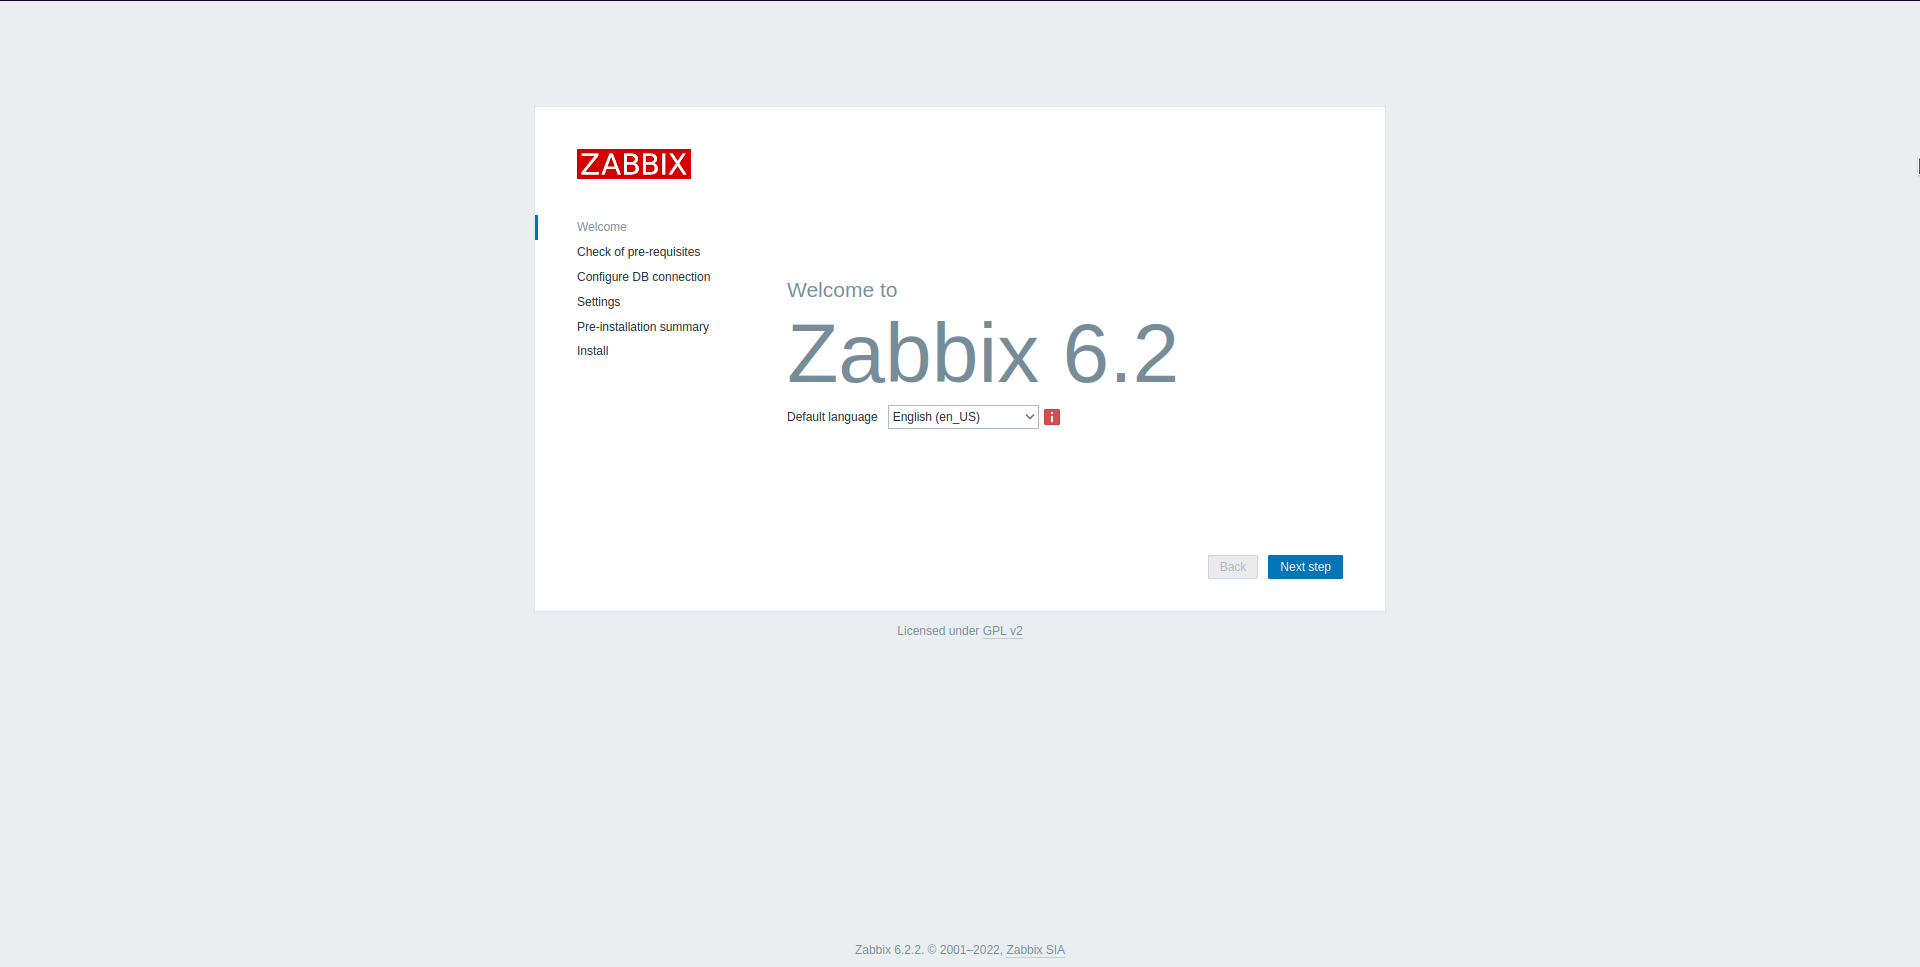 ZABBIX
Welcome
Check of pre-requisites
Configure DB connection
Settings
Pre-installation summary
Install
Welcome to
Zabbix 6.2
Default language English (en_US) i
Back Next step
Licensed under GPL v2
Zabbix 6.2.2. © 2001–2022, Zabbix SIA